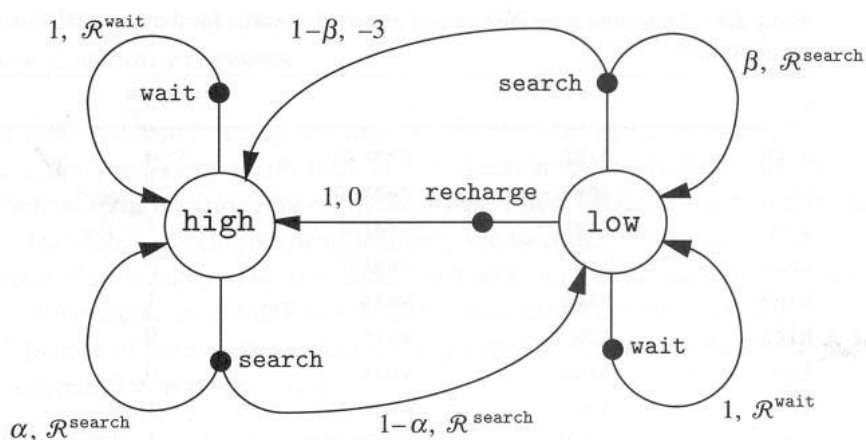 1, ℛ^wait
1−β, −3
wait
search
β, ℛ^search
1, 0
recharge
high
low
search
wait
α, ℛ^search
1−α, ℛ^search
1, ℛ^wait